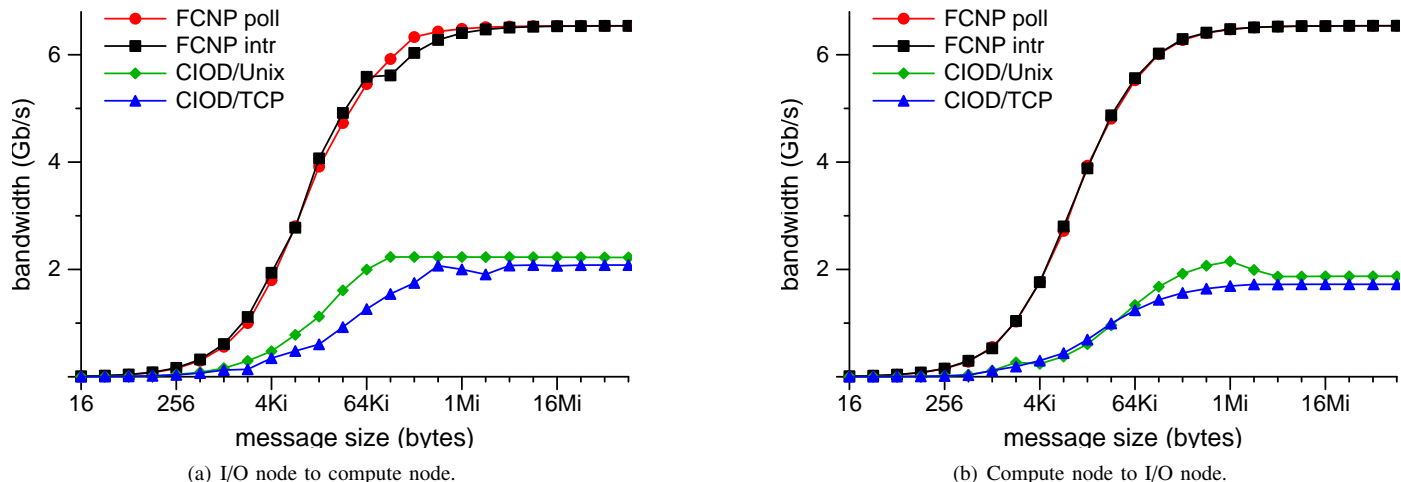 FCNP poll
FCNP intr
CIOD/Unix
CIOD/TCP
bandwidth (Gb/s)
6
4
2
16 256 4Ki 64Ki 1Mi 16Mi
message size (bytes)
(a) I/O node to compute node.
FCNP poll
FCNP intr
CIOD/Unix
CIOD/TCP
bandwidth (Gb/s)
6
4
2
16 256 4Ki 64Ki 1Mi 16Mi
message size (bytes)
(b) Compute node to I/O node.